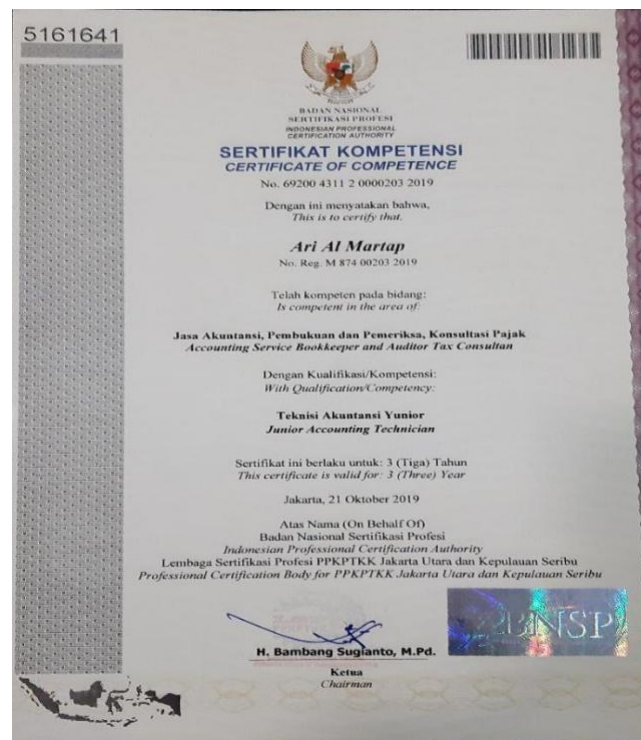 5161641
BADAN NASIONAL
SERTIFIKASI PROFESI
INDONESIAN PROFESSIONAL
CERTIFICATION AUTHORITY
SERTIFIKAT KOMPETENSI
CERTIFICATE OF COMPETENCE
No. 69200 4311 2 0000203 2019
Dengan ini menyatakan bahwa,
This is to certify that,
Ari Al Martap
No. Reg. M 874 00203 2019
Telah kompeten pada bidang:
Is competent in the area of:
Jasa Akuntansi, Pembukuan dan Pemeriksa, Konsultasi Pajak
Accounting Service Bookkeeper and Auditor Tax Consultan
Dengan Kualifikasi/Kompetensi:
With Qualification/Competency:
Teknisi Akuntansi Yunior
Junior Accounting Technician
Sertifikat ini berlaku untuk: 3 (Tiga) Tahun
This certificate is valid for: 3 (Three) Year
Jakarta, 21 Oktober 2019
Atas Nama (On Behalf Of)
Badan Nasional Sertifikasi Profesi
Indonesian Professional Certification Authority
Lembaga Sertifikasi Profesi PPKPTKK Jakarta Utara dan Kepulauan Seribu
Professional Certification Body for PPKPTKK Jakarta Utara dan Kepulauan Seribu
BNSP
H. Bambang Sugianto, M.Pd.
Ketua
Chairman